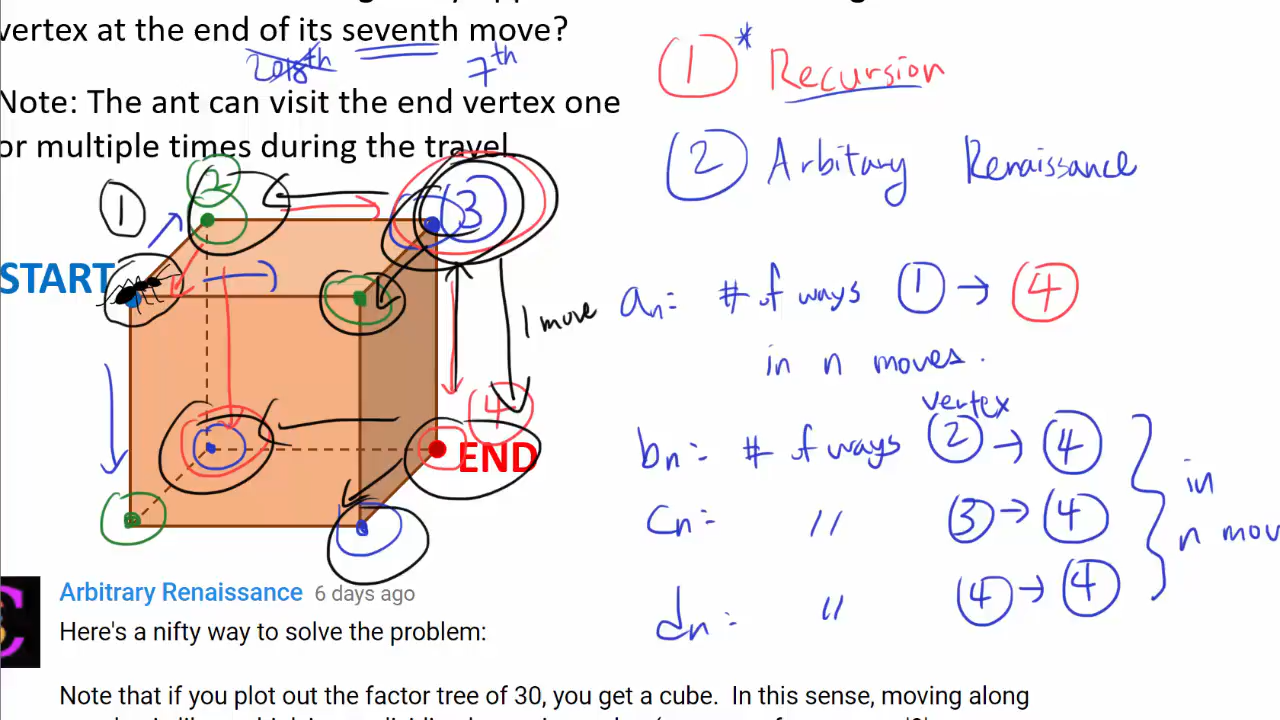 vertex at the end of its seventh move?
2018th 7th
Note: The ant can visit the end vertex one
or multiple times during the travel
1* Recursion
2 Arbitary Renaissance
1
2
3
START
1 move
4
END
an = # of ways 1 → 4
in n moves.
vertex
bn = # of ways 2 → 4
cn = // 3 → 4
dn = // 4 → 4
in
n mov
Arbitrary Renaissance 6 days ago
Here's a nifty way to solve the problem:
Note that if you plot out the factor tree of 30, you get a cube. In this sense, moving along